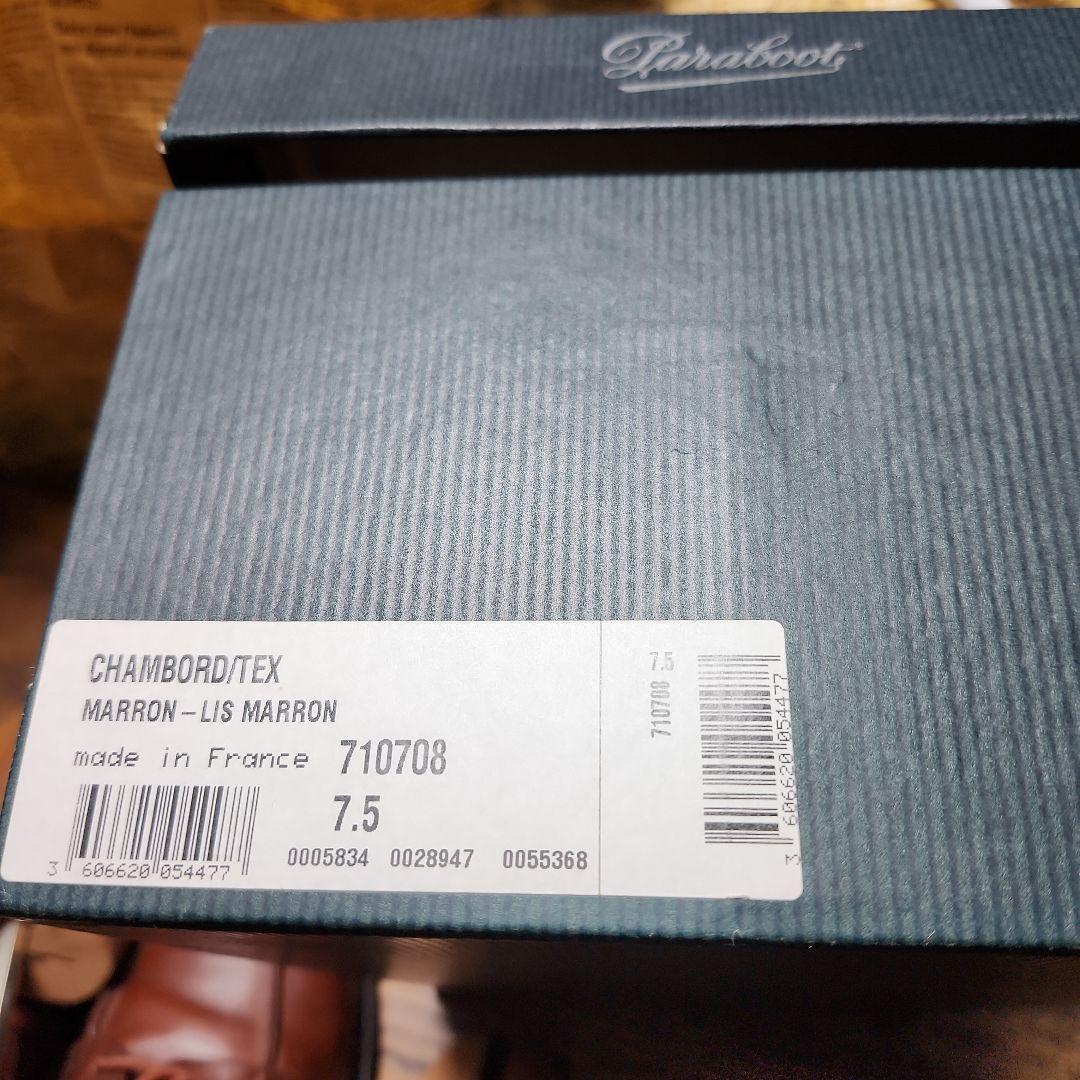 Paraboot
CHAMBORD/TEX
MARRON – LIS MARRON
made in France 710708
7.5
0005834 0028947 0055368
3 606620 054477
7.5
710708
3 606620 054477